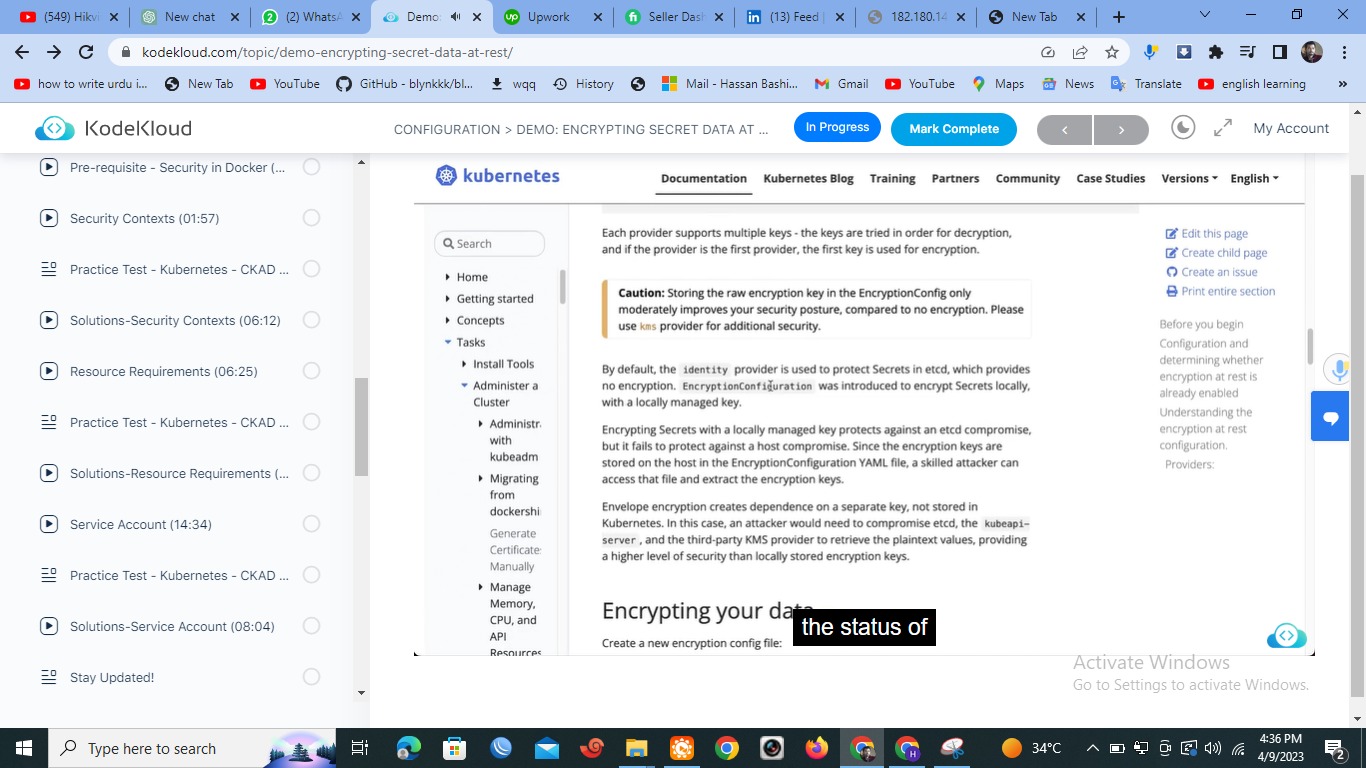 (549) Hikvi
New chat
(2) WhatsA
Demo:
Upwork
Seller Dash
(13) Feed |
182.180.14
New Tab
kodekloud.com/topic/demo-encrypting-secret-data-at-rest/
how to write urdu i...
New Tab
YouTube
GitHub - blynkkk/bl...
wqq
History
Mail - Hassan Bashi...
Gmail
YouTube
Maps
News
Translate
english learning
»
KodeKloud
CONFIGURATION > DEMO: ENCRYPTING SECRET DATA AT ...
In Progress
Mark Complete
<
>
My Account
Pre-requisite - Security in Docker (...
Security Contexts (01:57)
Practice Test - Kubernetes - CKAD ...
Solutions-Security Contexts (06:12)
Resource Requirements (06:25)
Practice Test - Kubernetes - CKAD ...
Solutions-Resource Requirements (...
Service Account (14:34)
Practice Test - Kubernetes - CKAD ...
Solutions-Service Account (08:04)
Stay Updated!
kubernetes
Documentation
Kubernetes Blog
Training
Partners
Community
Case Studies
Versions
English
Search
Home
Getting started
Concepts
Tasks
Install Tools
Administer a
Cluster
Administr
with
kubeadm
Migrating
from
dockershi
Generate
Certificate
Manually
Manage
Memory,
CPU, and
API
Resources
Each provider supports multiple keys - the keys are tried in order for decryption,
and if the provider is the first provider, the first key is used for encryption.
Caution: Storing the raw encryption key in the EncryptionConfig only
moderately improves your security posture, compared to no encryption. Please
use kms provider for additional security.
By default, the identity provider is used to protect Secrets in etcd, which provides
no encryption. EncryptionConfiguration was introduced to encrypt Secrets locally,
with a locally managed key.
Encrypting Secrets with a locally managed key protects against an etcd compromise,
but it fails to protect against a host compromise. Since the encryption keys are
stored on the host in the EncryptionConfiguration YAML file, a skilled attacker can
access that file and extract the encryption keys.
Envelope encryption creates dependence on a separate key, not stored in
Kubernetes. In this case, an attacker would need to compromise etcd, the kubeapi-
server, and the third-party KMS provider to retrieve the plaintext values, providing
a higher level of security than locally stored encryption keys.
Encrypting your data
the status of
Create a new encryption config file:
Edit this page
Create child page
Create an issue
Print entire section
Before you begin
Configuration and
determining whether
encryption at rest is
already enabled
Understanding the
encryption at rest
configuration.
Providers:
Activate Windows
Go to Settings to activate Windows.
Type here to search
34°C
4:36 PM
4/9/2023
2